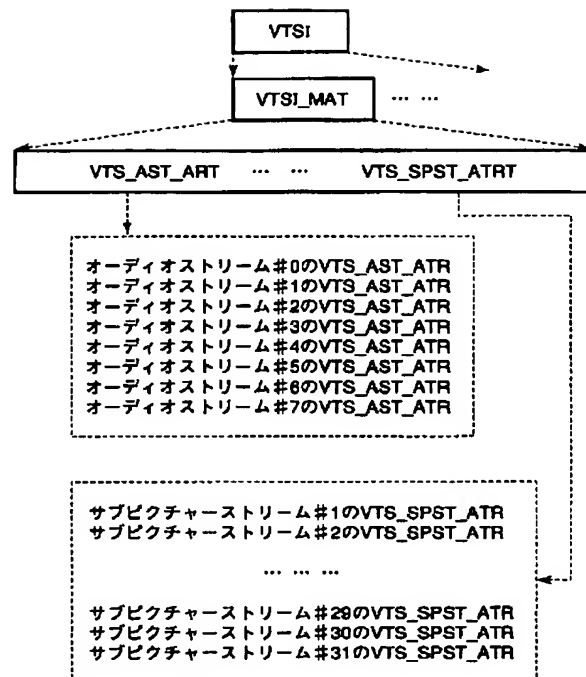 VTSI
VTSI_MAT … …
VTS_AST_ART … … VTS_SPST_ATRT
オーディオストリーム#0のVTS_AST_ATR
オーディオストリーム#1のVTS_AST_ATR
オーディオストリーム#2のVTS_AST_ATR
オーディオストリーム#3のVTS_AST_ATR
オーディオストリーム#4のVTS_AST_ATR
オーディオストリーム#5のVTS_AST_ATR
オーディオストリーム#6のVTS_AST_ATR
オーディオストリーム#7のVTS_AST_ATR
サブピクチャーストリーム#1のVTS_SPST_ATR
サブピクチャーストリーム#2のVTS_SPST_ATR
… … …
サブピクチャーストリーム#29のVTS_SPST_ATR
サブピクチャーストリーム#30のVTS_SPST_ATR
サブピクチャーストリーム#31のVTS_SPST_ATR